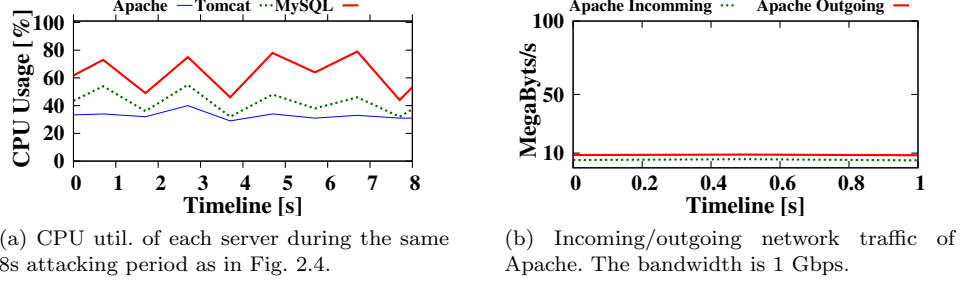 Apache Tomcat MySQL
CPU Usage [%]
100
80
60
40
20
0
0 1 2 3 4 5 6 7 8
Timeline [s]
(a) CPU util. of each server during the same
8s attacking period as in Fig. 2.4.
Apache Incomming Apache Outgoing
MegaByts/s
100
50
10
0 0.2 0.4 0.6 0.8 1
Timeline [s]
(b) Incoming/outgoing network traffic of
Apache. The bandwidth is 1 Gbps.